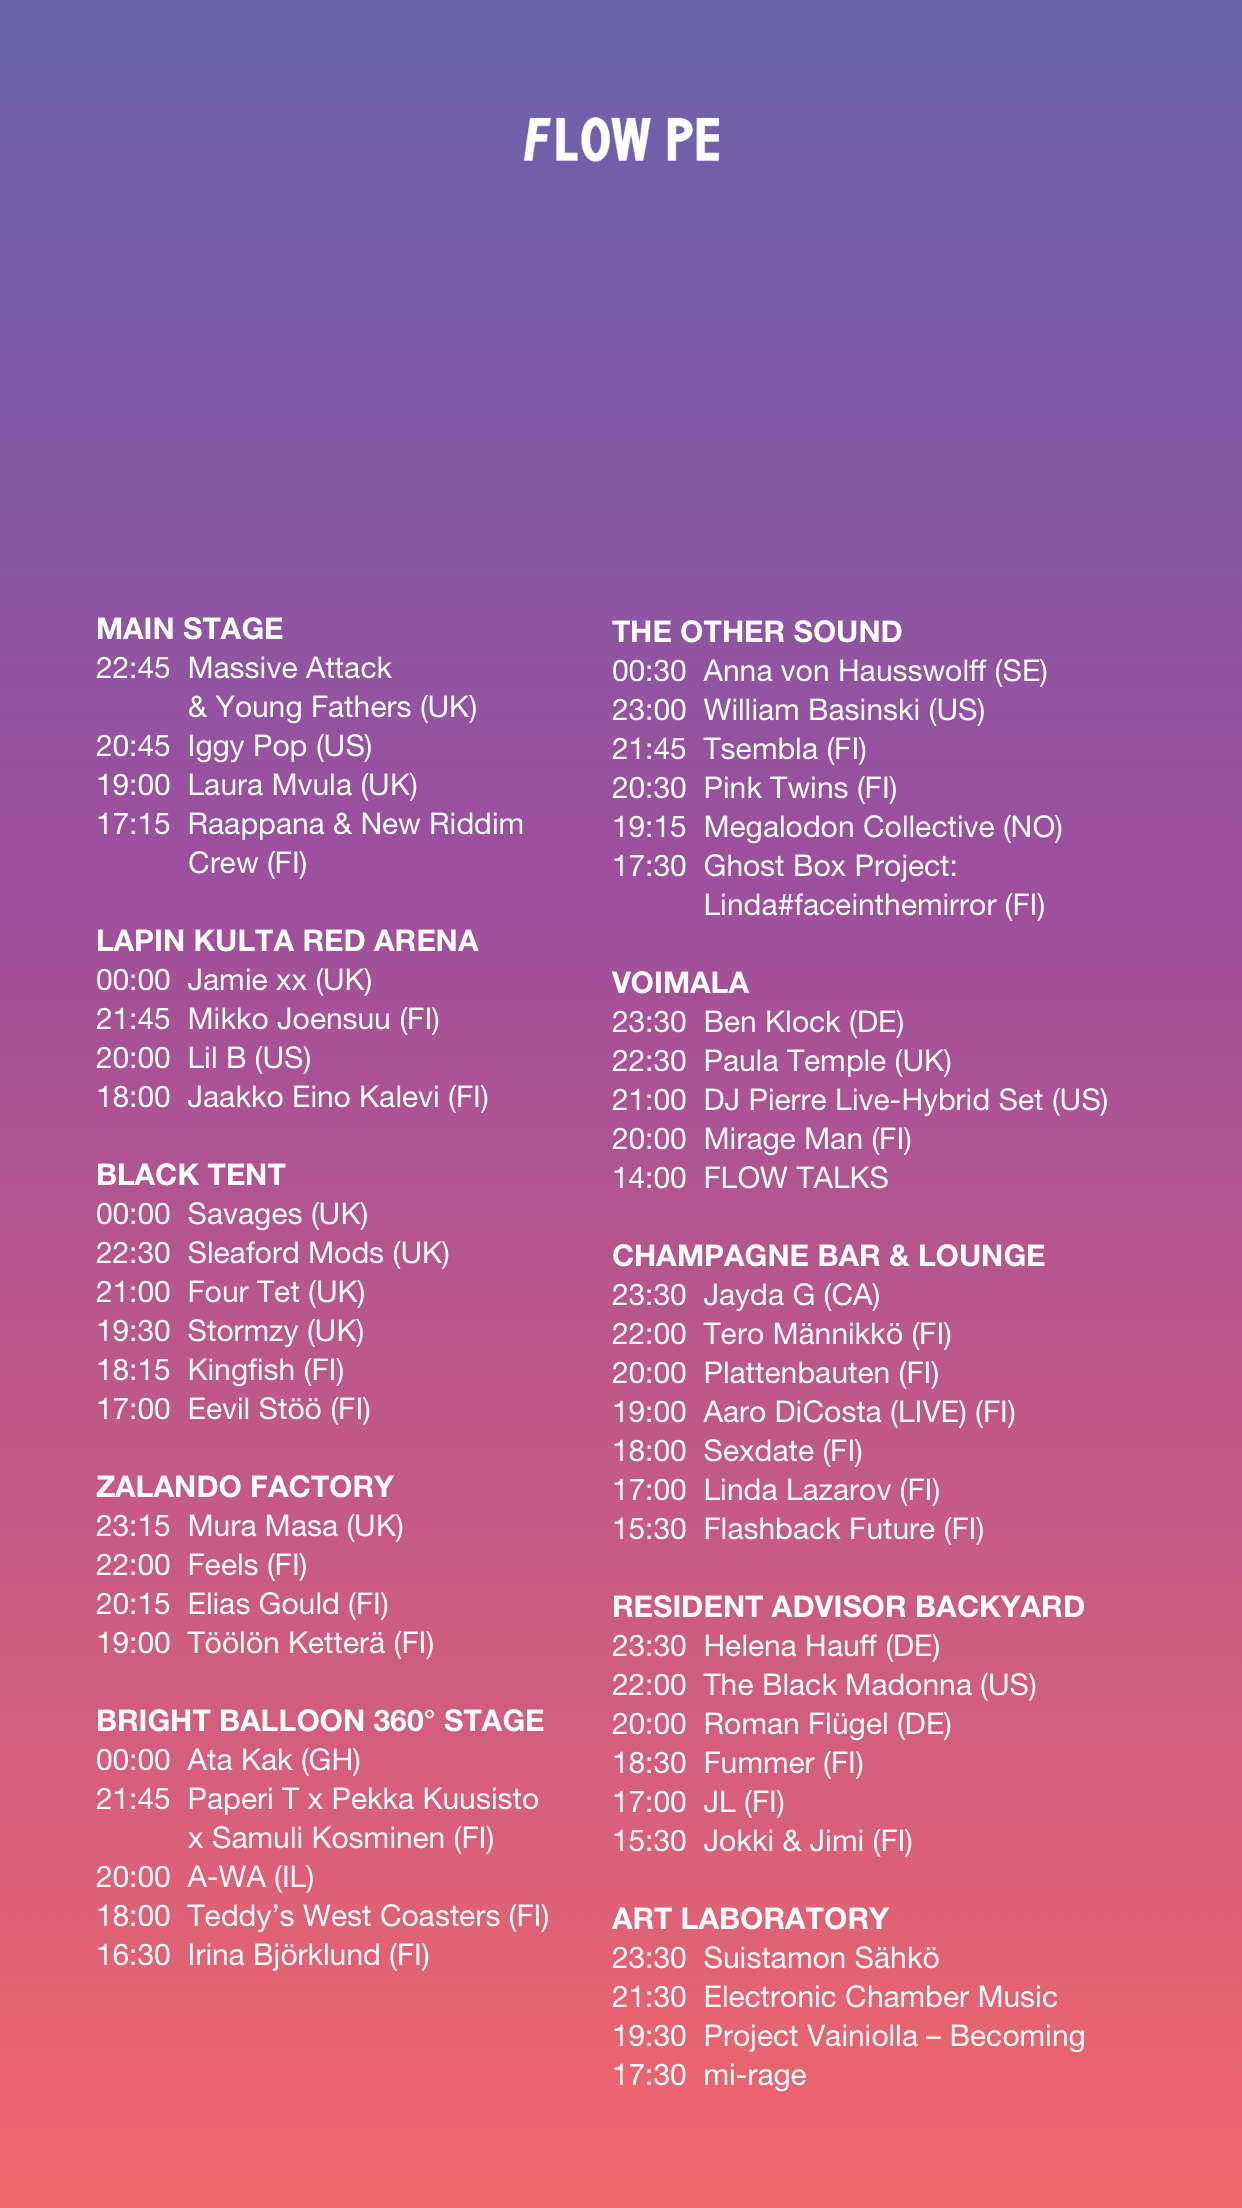 FLOW PE
MAIN STAGE
22:45 Massive Attack
& Young Fathers (UK)
20:45 Iggy Pop (US)
19:00 Laura Mvula (UK)
17:15 Raappana & New Riddim
Crew (FI)
LAPIN KULTA RED ARENA
00:00 Jamie xx (UK)
21:45 Mikko Joensuu (FI)
20:00 Lil B (US)
18:00 Jaakko Eino Kalevi (FI)
BLACK TENT
00:00 Savages (UK)
22:30 Sleaford Mods (UK)
21:00 Four Tet (UK)
19:30 Stormzy (UK)
18:15 Kingfish (FI)
17:00 Eevil Stöö (FI)
ZALANDO FACTORY
23:15 Mura Masa (UK)
22:00 Feels (FI)
20:15 Elias Gould (FI)
19:00 Töölön Ketterä (FI)
BRIGHT BALLOON 360° STAGE
00:00 Ata Kak (GH)
21:45 Paperi T x Pekka Kuusisto
x Samuli Kosminen (FI)
20:00 A-WA (IL)
18:00 Teddy’s West Coasters (FI)
16:30 Irina Björklund (FI)
THE OTHER SOUND
00:30 Anna von Hausswolff (SE)
23:00 William Basinski (US)
21:45 Tsembla (FI)
20:30 Pink Twins (FI)
19:15 Megalodon Collective (NO)
17:30 Ghost Box Project:
Linda#faceinthemirror (FI)
VOIMALA
23:30 Ben Klock (DE)
22:30 Paula Temple (UK)
21:00 DJ Pierre Live-Hybrid Set (US)
20:00 Mirage Man (FI)
14:00 FLOW TALKS
CHAMPAGNE BAR & LOUNGE
23:30 Jayda G (CA)
22:00 Tero Männikkö (FI)
20:00 Plattenbauten (FI)
19:00 Aaro DiCosta (LIVE) (FI)
18:00 Sexdate (FI)
17:00 Linda Lazarov (FI)
15:30 Flashback Future (FI)
RESIDENT ADVISOR BACKYARD
23:30 Helena Hauff (DE)
22:00 The Black Madonna (US)
20:00 Roman Flügel (DE)
18:30 Fummer (FI)
17:00 JL (FI)
15:30 Jokki & Jimi (FI)
ART LABORATORY
23:30 Suistamon Sähkö
21:30 Electronic Chamber Music
19:30 Project Vainiolla – Becoming
17:30 mi-rage